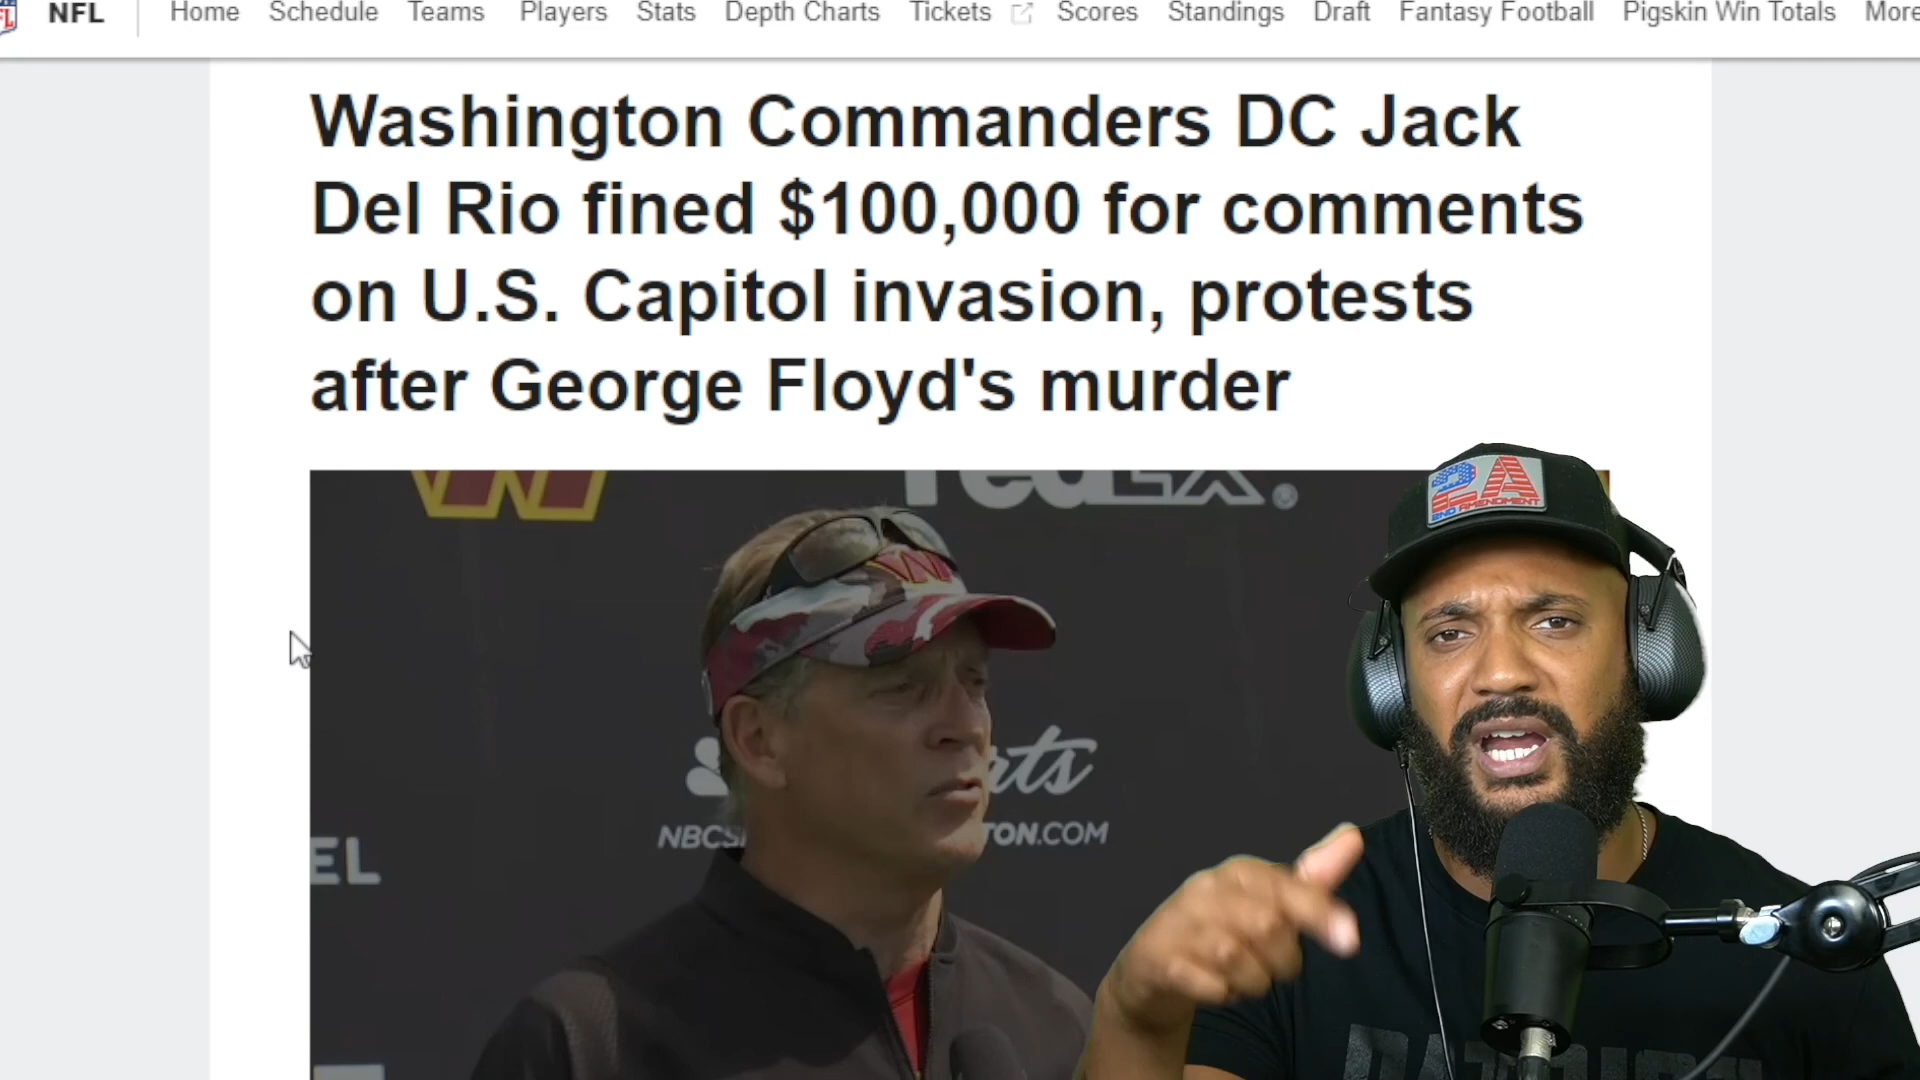 NFL Home Schedule Teams Players Stats Depth Charts Tickets Scores Standings Draft Fantasy Football Pigskin Win Totals More
Washington Commanders DC Jack
Del Rio fined $100,000 for comments
on U.S. Capitol invasion, protests
after George Floyd's murder
W
FedEx®
2A
2ND AMENDMENT
W
rts
NBCS
TON.COM
EL